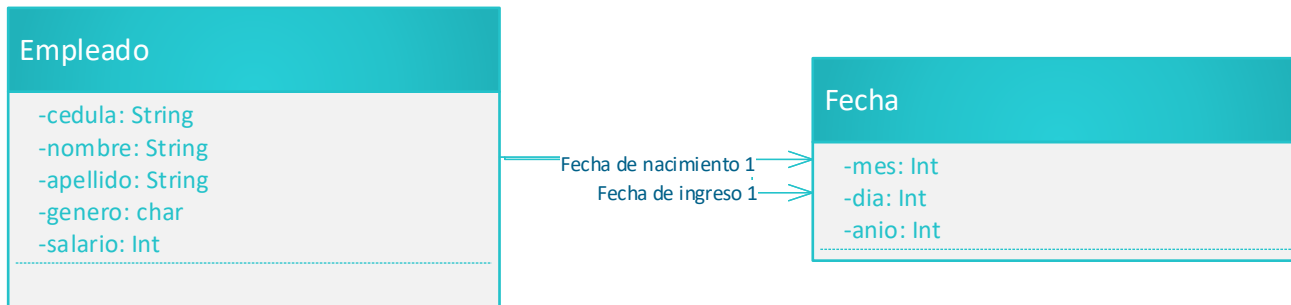 Empleado
-cedula: String
-nombre: String
-apellido: String
-genero: char
-salario: Int
Fecha de nacimiento 1
Fecha de ingreso 1
Fecha
-mes: Int
-dia: Int
-anio: Int